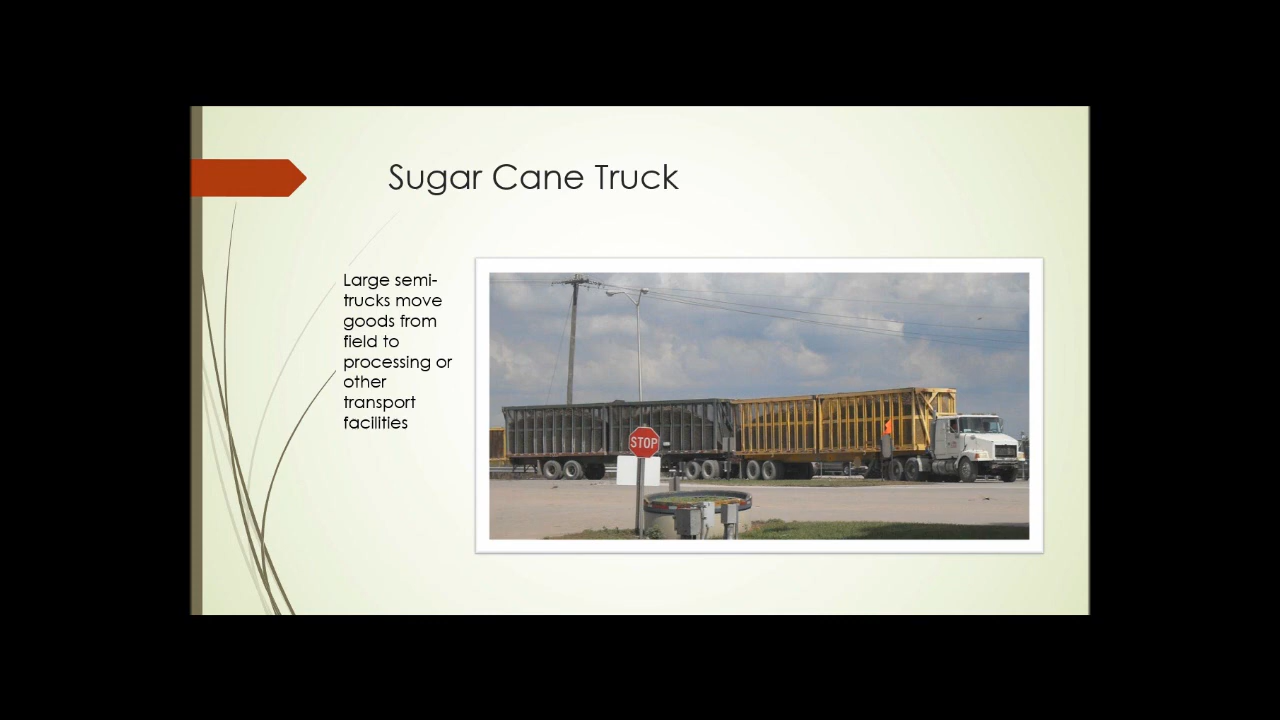 Sugar Cane Truck
Large semi-
trucks move
goods from
field to
processing or
other
transport
facilities
STOP